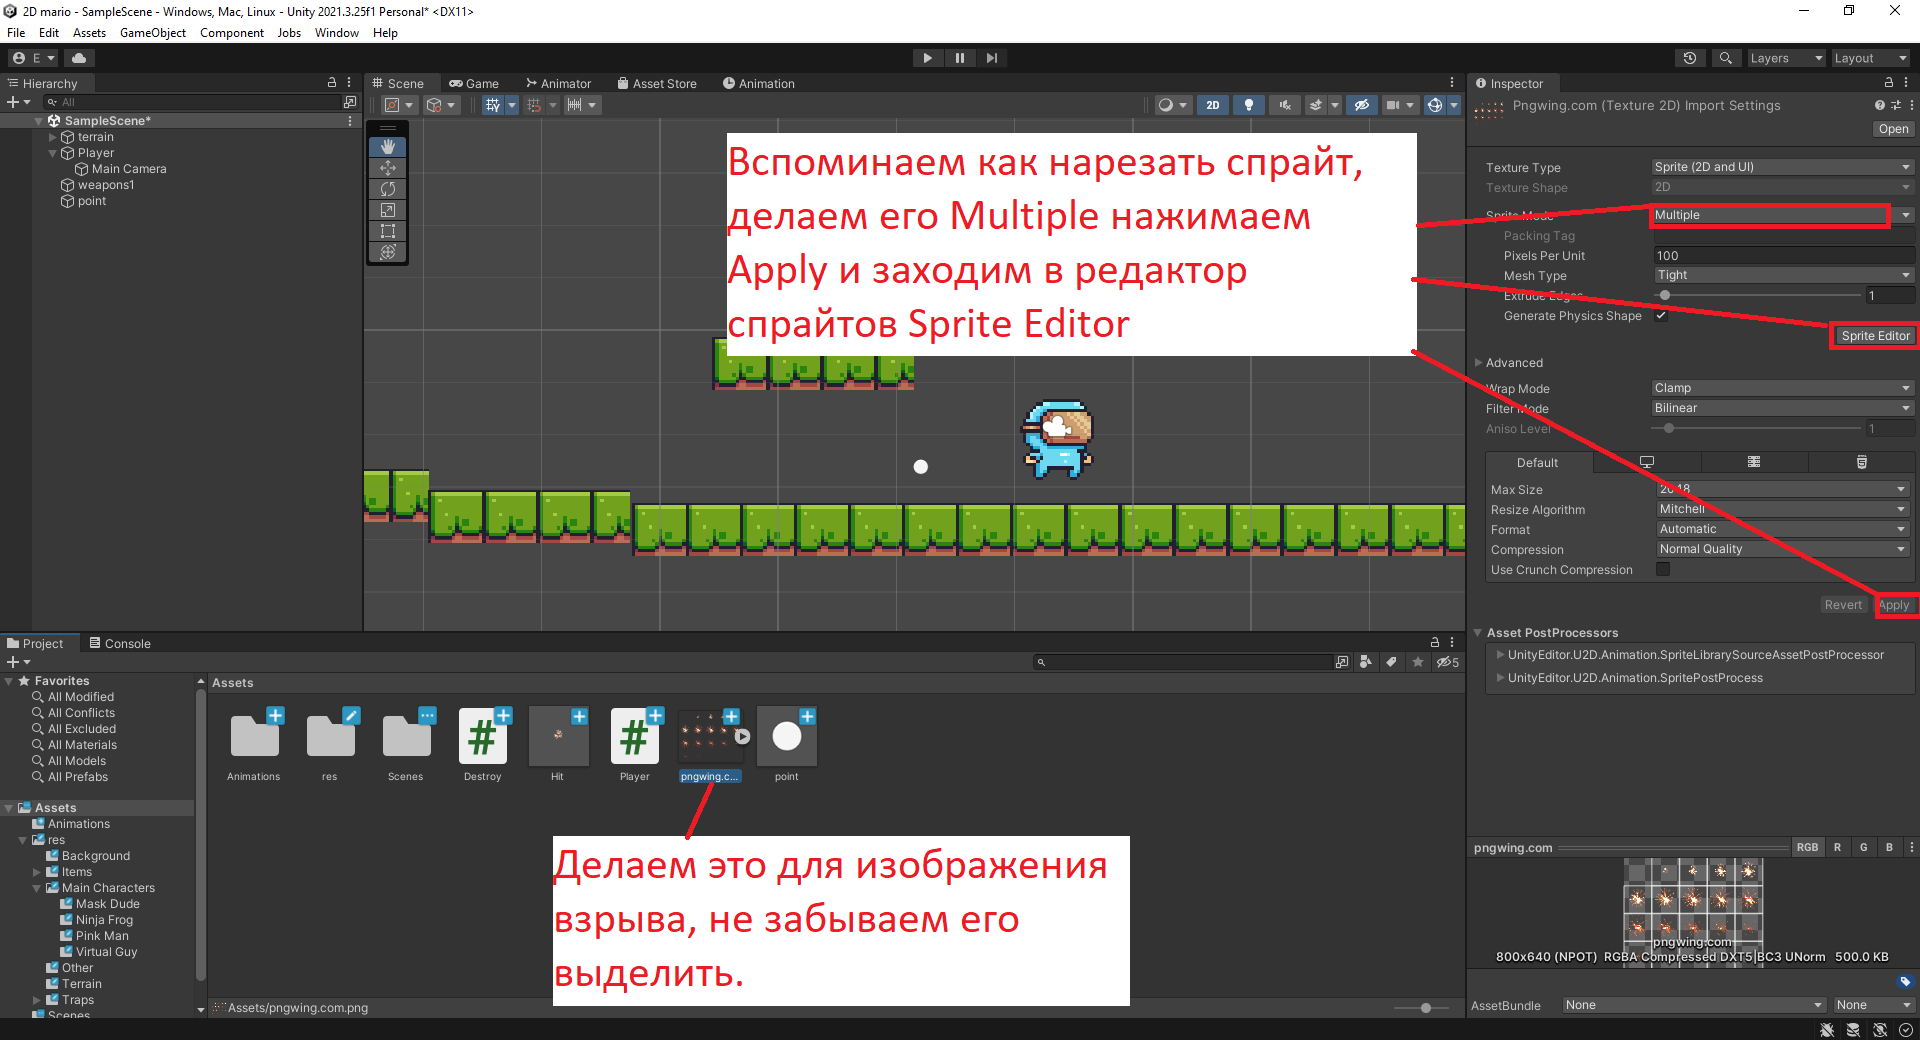 2D mario - SampleScene - Windows, Mac, Linux - Unity 2021.3.25f1 Personal* <DX11>
File Edit Assets GameObject Component Jobs Window Help
E
Layers
Layout
Hierarchy
All
SampleScene*
terrain
Player
Main Camera
weapons1
point
Scene
Game
Animator
Asset Store
Animation
2D
Вспоминаем как нарезать спрайт,
делаем его Multiple нажимаем
Apply и заходим в редактор
спрайтов Sprite Editor
Inspector
Pngwing.com (Texture 2D) Import Settings
Open
Texture Type Sprite (2D and UI)
Texture Shape 2D
Sprite Mode Multiple
Packing Tag
Pixels Per Unit 100
Mesh Type Tight
Extrude Edges 1
Generate Physics Shape
Sprite Editor
Advanced
Wrap Mode Clamp
Filter Mode Bilinear
Aniso Level 1
Default
Max Size 2048
Resize Algorithm Mitchell
Format Automatic
Compression Normal Quality
Use Crunch Compression
Revert Apply
Asset PostProcessors
UnityEditor.U2D.Animation.SpriteLibrarySourceAssetPostProcessor
UnityEditor.U2D.Animation.SpritePostProcess
Project
Console
5
Favorites
All Modified
All Conflicts
All Excluded
All Materials
All Models
All Prefabs
Assets
Animations
res
Background
Items
Main Characters
Mask Dude
Ninja Frog
Pink Man
Virtual Guy
Other
Terrain
Traps
Scenes
Assets
Animations
res
Scenes
Destroy
Hit
Player
pngwing.c...
point
Делаем это для изображения
взрыва, не забываем его
выделить.
Assets/pngwing.com.png
pngwing.com
RGB R G B
pngwing.com
800x640 (NPOT) RGBA Compressed DXT5|BC3 UNorm 500.0 KB
AssetBundle None None